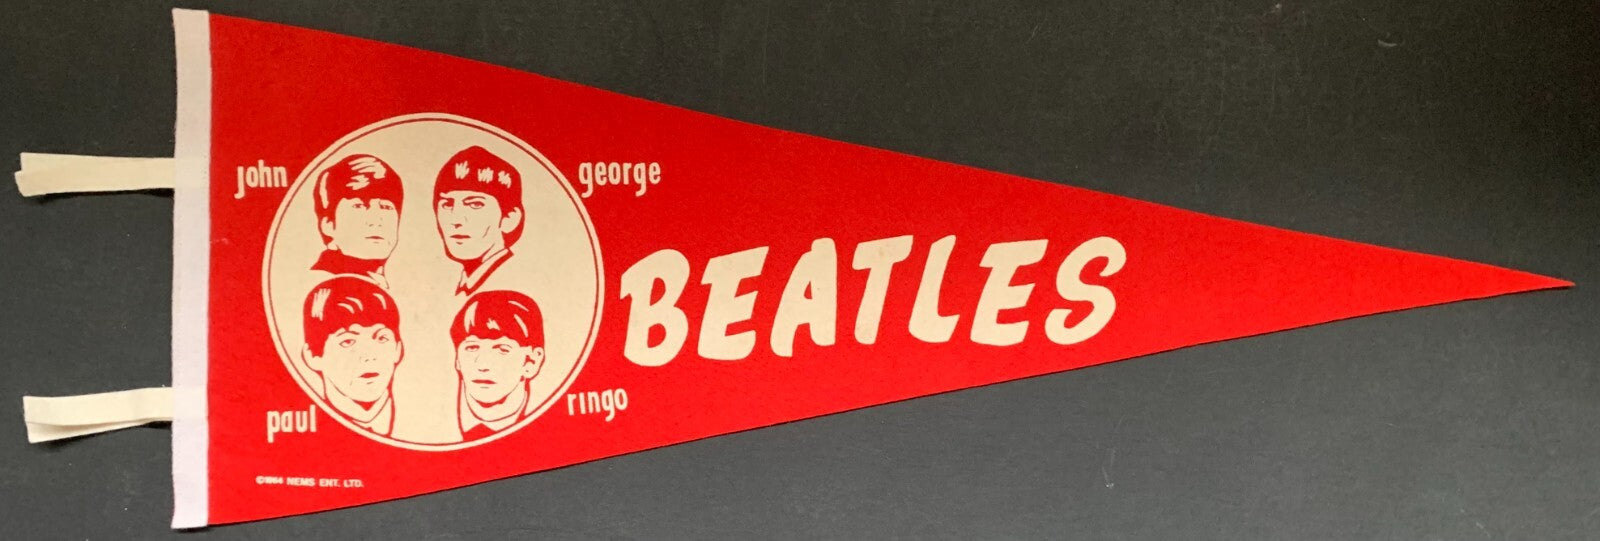 john
george
BEATLES
paul
ringo
©1964 NEMS ENT. LTD.